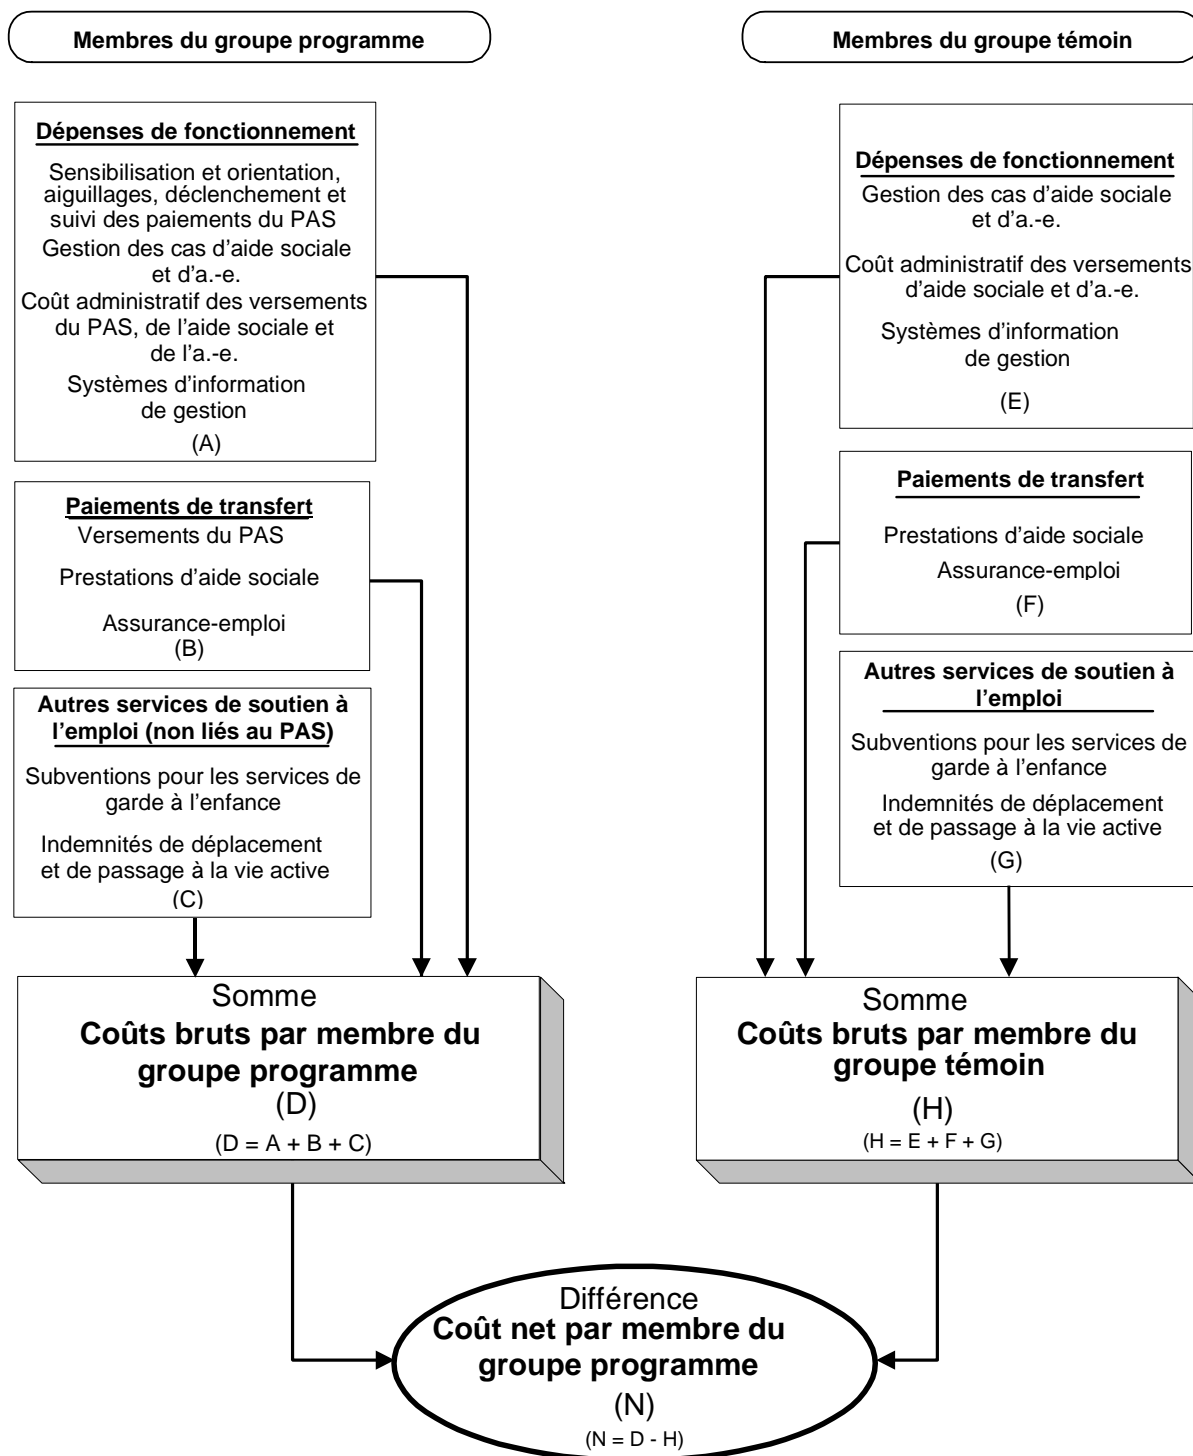 Membres du groupe programme
Dépenses de fonctionnement
Sensibilisation et orientation,
aiguillages, déclenchement et
suivi des paiements du PAS
Gestion des cas d'aide sociale
et d'a.-e.
Coût administratif des versements
du PAS, de l'aide sociale et
de l'a.-e.
Systèmes d'information
de gestion
(A)
Paiements de transfert
Versements du PAS
Prestations d'aide sociale
Assurance-emploi
(B)
Autres services de soutien à
l'emploi (non liés au PAS)
Subventions pour les services de
garde à l'enfance
Indemnités de déplacement
et de passage à la vie active
(C)
Somme
Coûts bruts par membre du
groupe programme
(D)
(D = A + B + C)
Membres du groupe témoin
Dépenses de fonctionnement
Gestion des cas d'aide sociale
et d'a.-e.
Coût administratif des versements
d'aide sociale et d'a.-e.
Systèmes d'information
de gestion
(E)
Paiements de transfert
Prestations d'aide sociale
Assurance-emploi
(F)
Autres services de soutien à
l'emploi
Subventions pour les services de
garde à l'enfance
Indemnités de déplacement
et de passage à la vie active
(G)
Somme
Coûts bruts par membre du
groupe témoin
(H)
(H = E + F + G)
Différence
Coût net par membre du
groupe programme
(N)
(N = D - H)